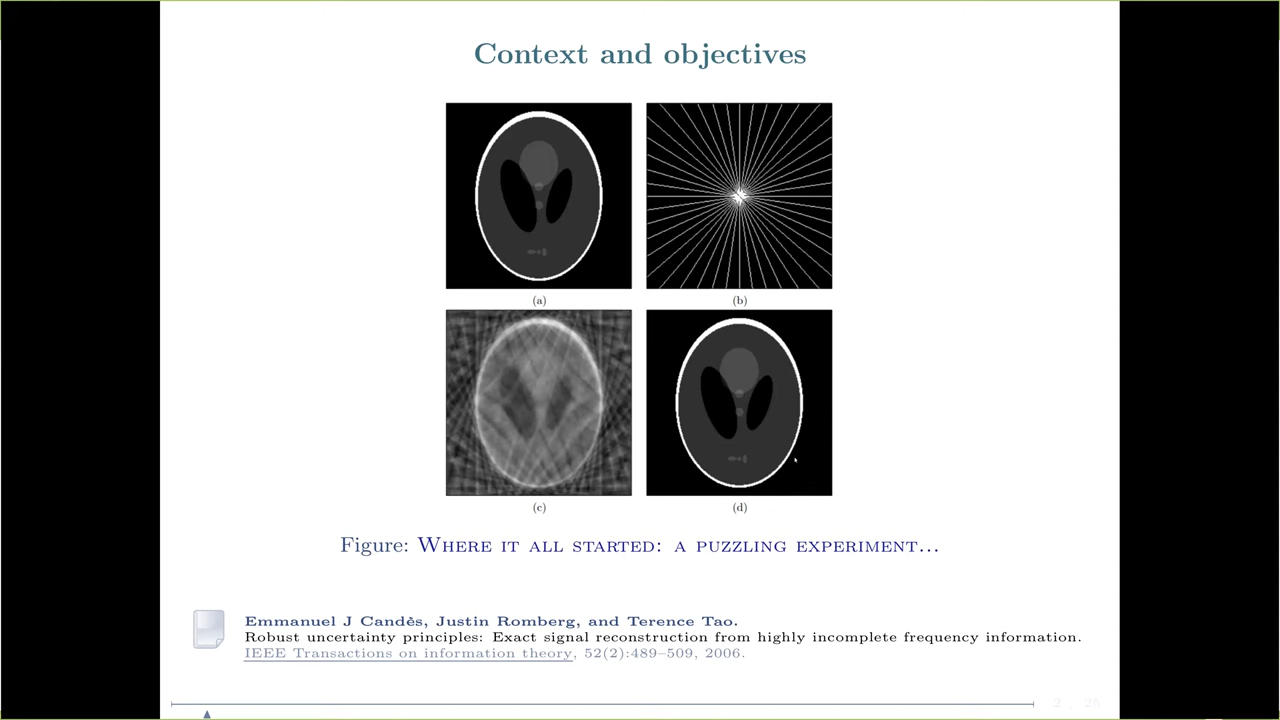 Context and objectives
(a)
(b)
(c)
(d)
Figure: Where it all started: a puzzling experiment...
Emmanuel J Candès, Justin Romberg, and Terence Tao.
Robust uncertainty principles: Exact signal reconstruction from highly incomplete frequency information.
IEEE Transactions on information theory, 52(2):489–509, 2006.